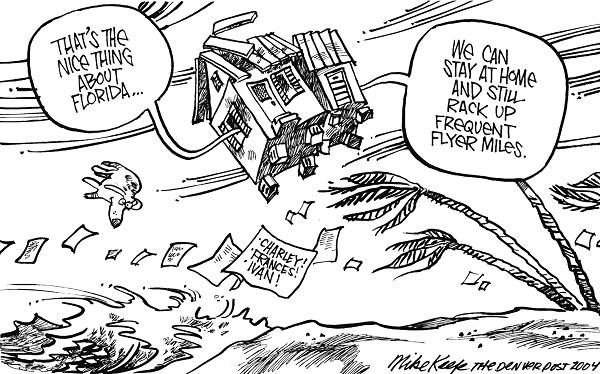 THAT'S THE
NICE THING
ABOUT
FLORIDA...
WE CAN
STAY AT HOME
AND STILL
RACK UP
FREQUENT
FLYER MILES.
CHARLEY!
FRANCES!
IVAN!
Mike Keefe THE DENVER POST 2004